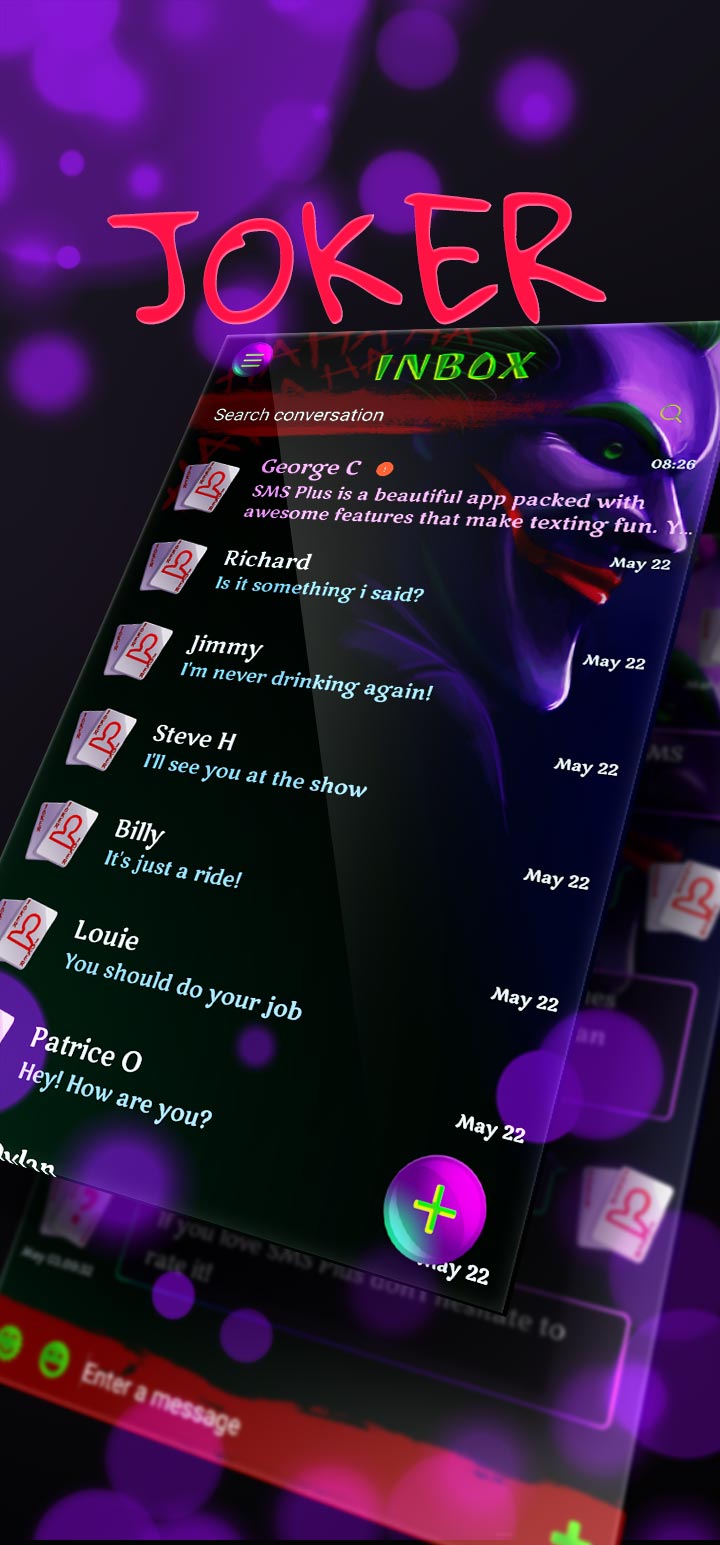 JOKER
INBOX
Search conversation
George C
08:26
SMS Plus is a beautiful app packed with
awesome features that make texting fun. Y...
Richard
May 22
Is it something i said?
Jimmy
May 22
I'm never drinking again!
Steve H
May 22
I'll see you at the show
Billy
May 22
It's just a ride!
Louie
May 22
You should do your job
Patrice O
May 22
Hey! How are you?
Dylan
May 22
MS
ies
an
If you love SMS Plus don't hesitate to
rate it!
Enter a message